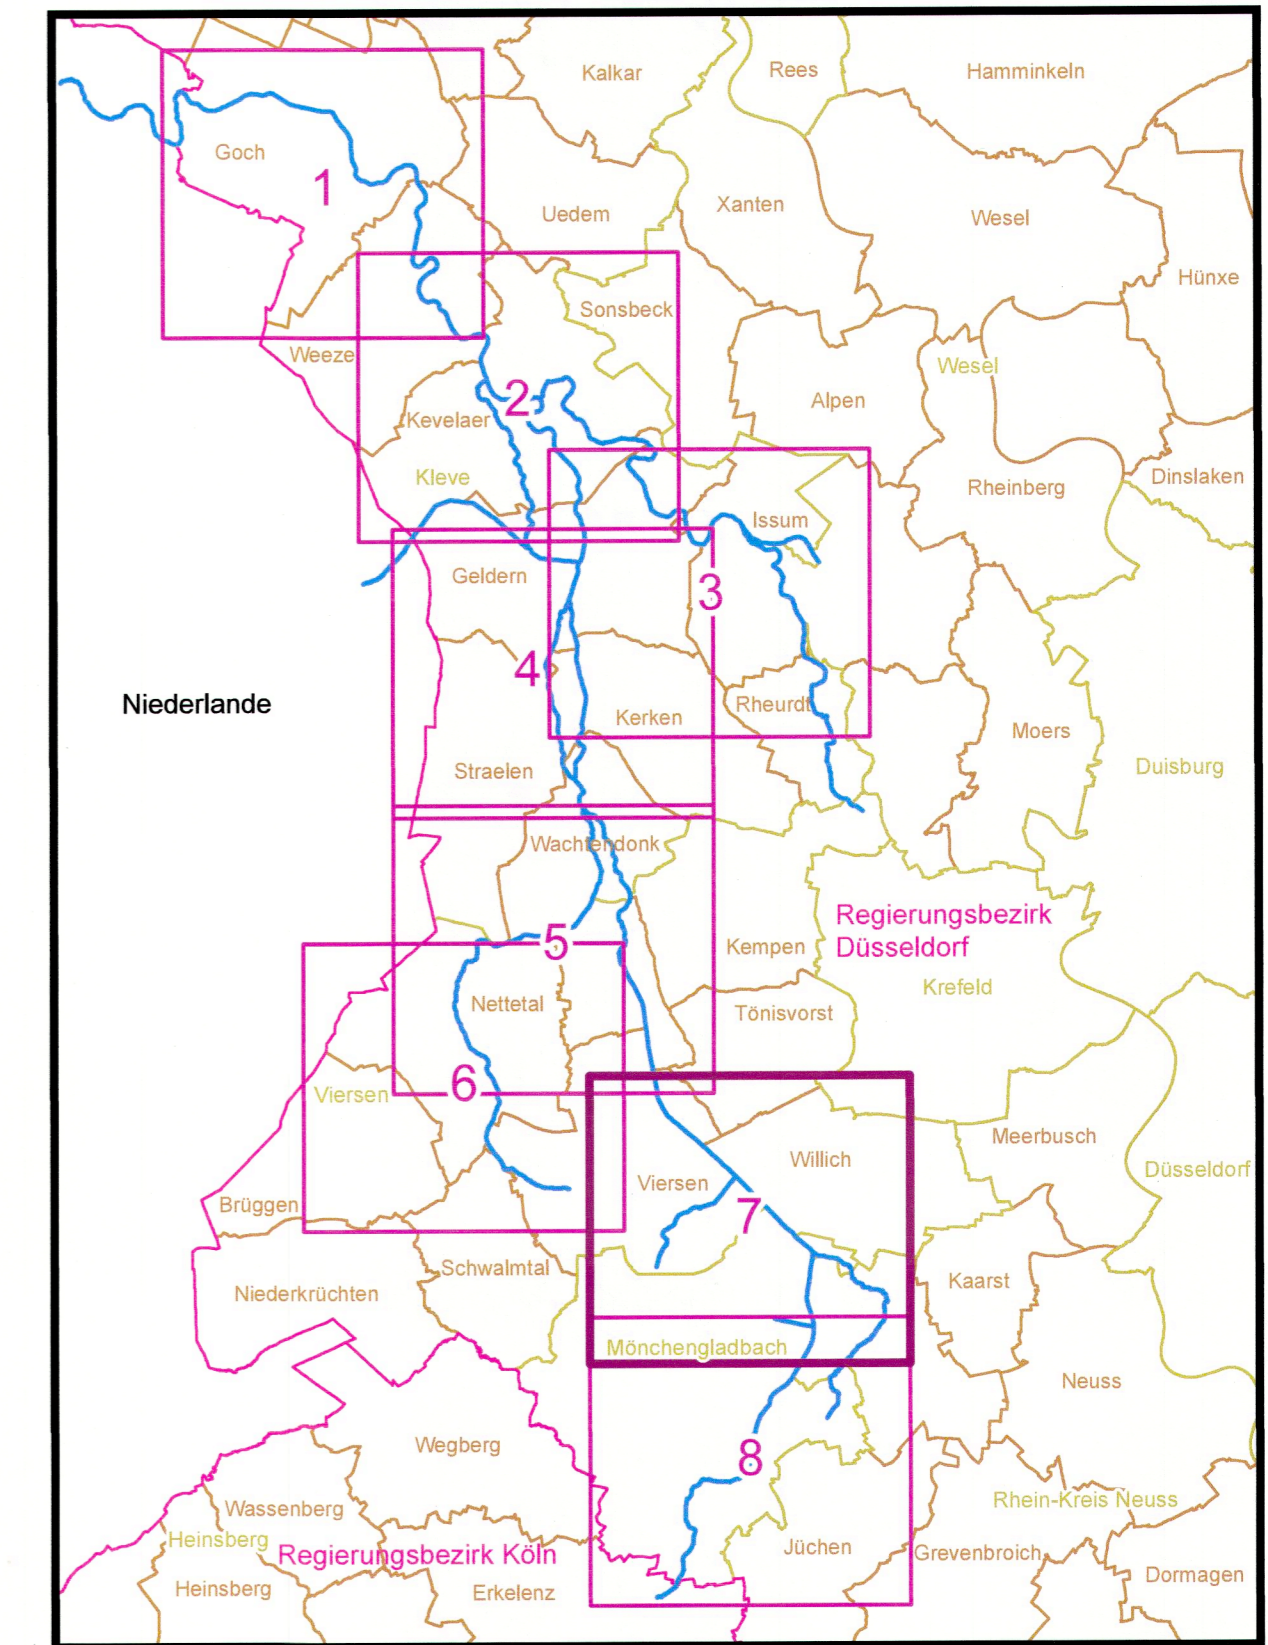 Kalkar
Rees
Hamminkeln
Goch
1
Uedem
Xanten
Wesel
Hünxe
Sonsbeck
Weeze
Wesel
2
Alpen
Kevelaer
Kleve
Rheinberg
Dinslaken
Issum
Geldern
3
4
Niederlande
Kerken
Rheurdt
Moers
Straelen
Duisburg
Wachtendonk
Regierungsbezirk
Düsseldorf
5
Kempen
Krefeld
Nettetal
Tönisvorst
6
Viersen
Meerbusch
Willich
Düsseldorf
Viersen
Brüggen
7
Schwalmtal
Kaarst
Niederkrüchten
Mönchengladbach
Neuss
Wegberg
8
Rhein-Kreis Neuss
Wassenberg
Heinsberg
Regierungsbezirk Köln
Jüchen
Grevenbroich
Dormagen
Heinsberg
Erkelenz